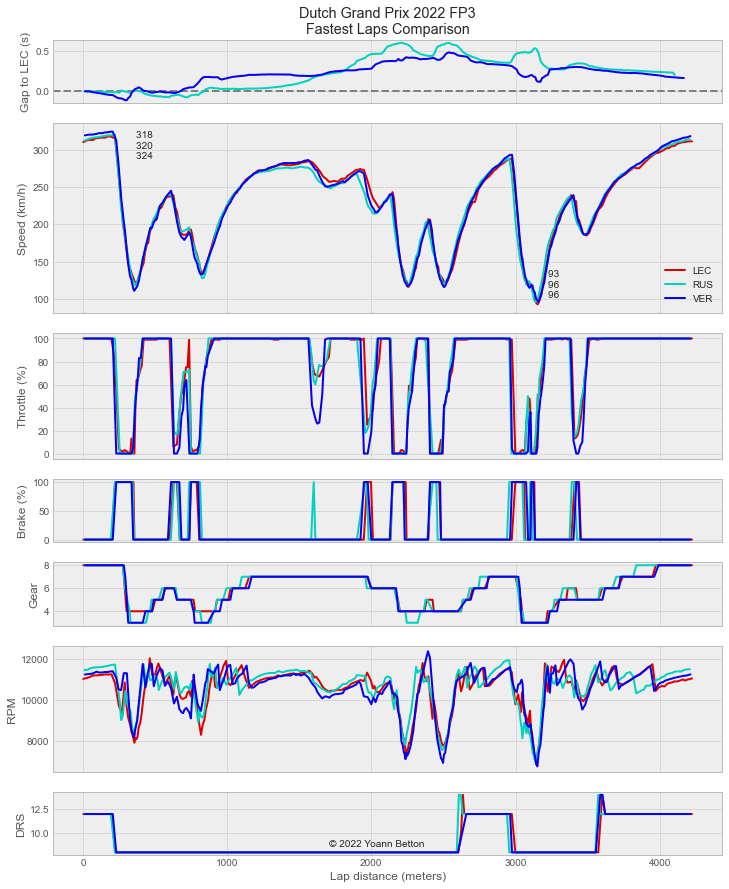 Dutch Grand Prix 2022 FP3
Fastest Laps Comparison
Gap to LEC (s)
0.5
0.0
Speed (km/h)
300
250
200
150
100
318
320
324
93
96
96
LEC
RUS
VER
Throttle (%)
100
80
60
40
20
0
Brake (%)
100
50
0
Gear
8
6
4
RPM
12000
10000
8000
DRS
12.5
10.0
© 2022 Yoann Betton
0 1000 2000 3000 4000
Lap distance (meters)